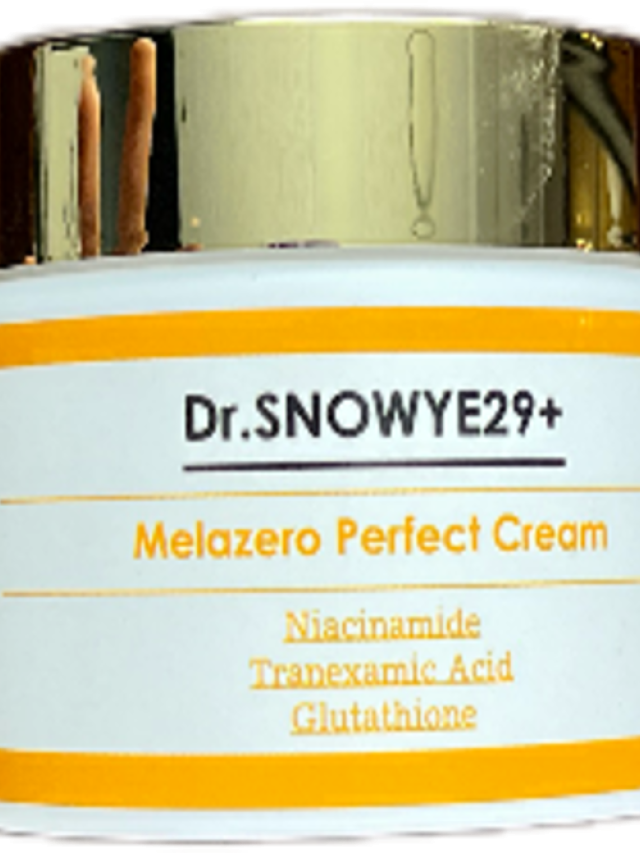 Dr.SNOWYE29+
Melazero Perfect Cream
Niacinamide
Tranexamic Acid
Glutathione